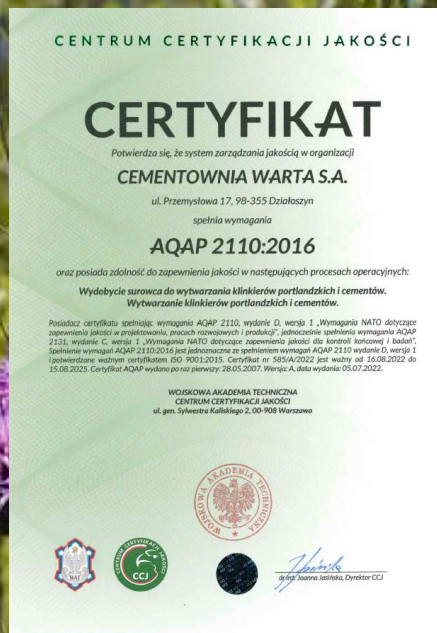 CENTRUM CERTYFIKACJI JAKOŚCI
CERTYFIKAT
Potwierdza się, że system zarządzania jakością w organizacji
CEMENTOWNIA WARTA S.A.
ul. Przemysłowa 17, 98-355 Działoszyn
spełnia wymagania
AQAP 2110:2016
oraz posiada zdolność do zapewnienia jakości w następujących procesach operacyjnych:
Wydobycie surowca do wytwarzania klinkierów portlandzkich i cementów.
Wytwarzanie klinkierów portlandzkich i cementów.
Posiadacz certyfikatu spełniając wymagania AQAP 2110, wydanie D, wersja 1 „Wymagania NATO dotyczące
zapewnienia jakości w projektowaniu, pracach rozwojowych i produkcji”, jednocześnie spełnienia wymagania AQAP
2131, wydanie C, wersja 1 „Wymagania NATO dotyczące zapewnienia jakości dla kontroli końcowej i badań”.
Spełnienie wymagań AQAP 2110:2016 jest jednoznaczne ze spełnieniem wymagań AQAP 2110 wydanie D, wersja 1
i potwierdzane ważnym certyfikatem ISO 9001:2015. Certyfikat nr 585/A/2022 jest ważny od 16.08.2022 do
15.08.2025. Certyfikat AQAP wydano po raz pierwszy: 28.05.2007. Wersja: A, data wydania: 05.07.2022.
WOJSKOWA AKADEMIA TECHNICZNA
CENTRUM CERTYFIKACJI JAKOŚCI
ul. gen. Sylwestra Kaliskiego 2, 00-908 Warszawa
WOJSKOWA AKADEMIA TECHNICZNA
WAT
CENTRUM CERTYFIKACJI JAKOŚCI
CCJ
dr inż. Joanna Jasińska, Dyrektor CCJ